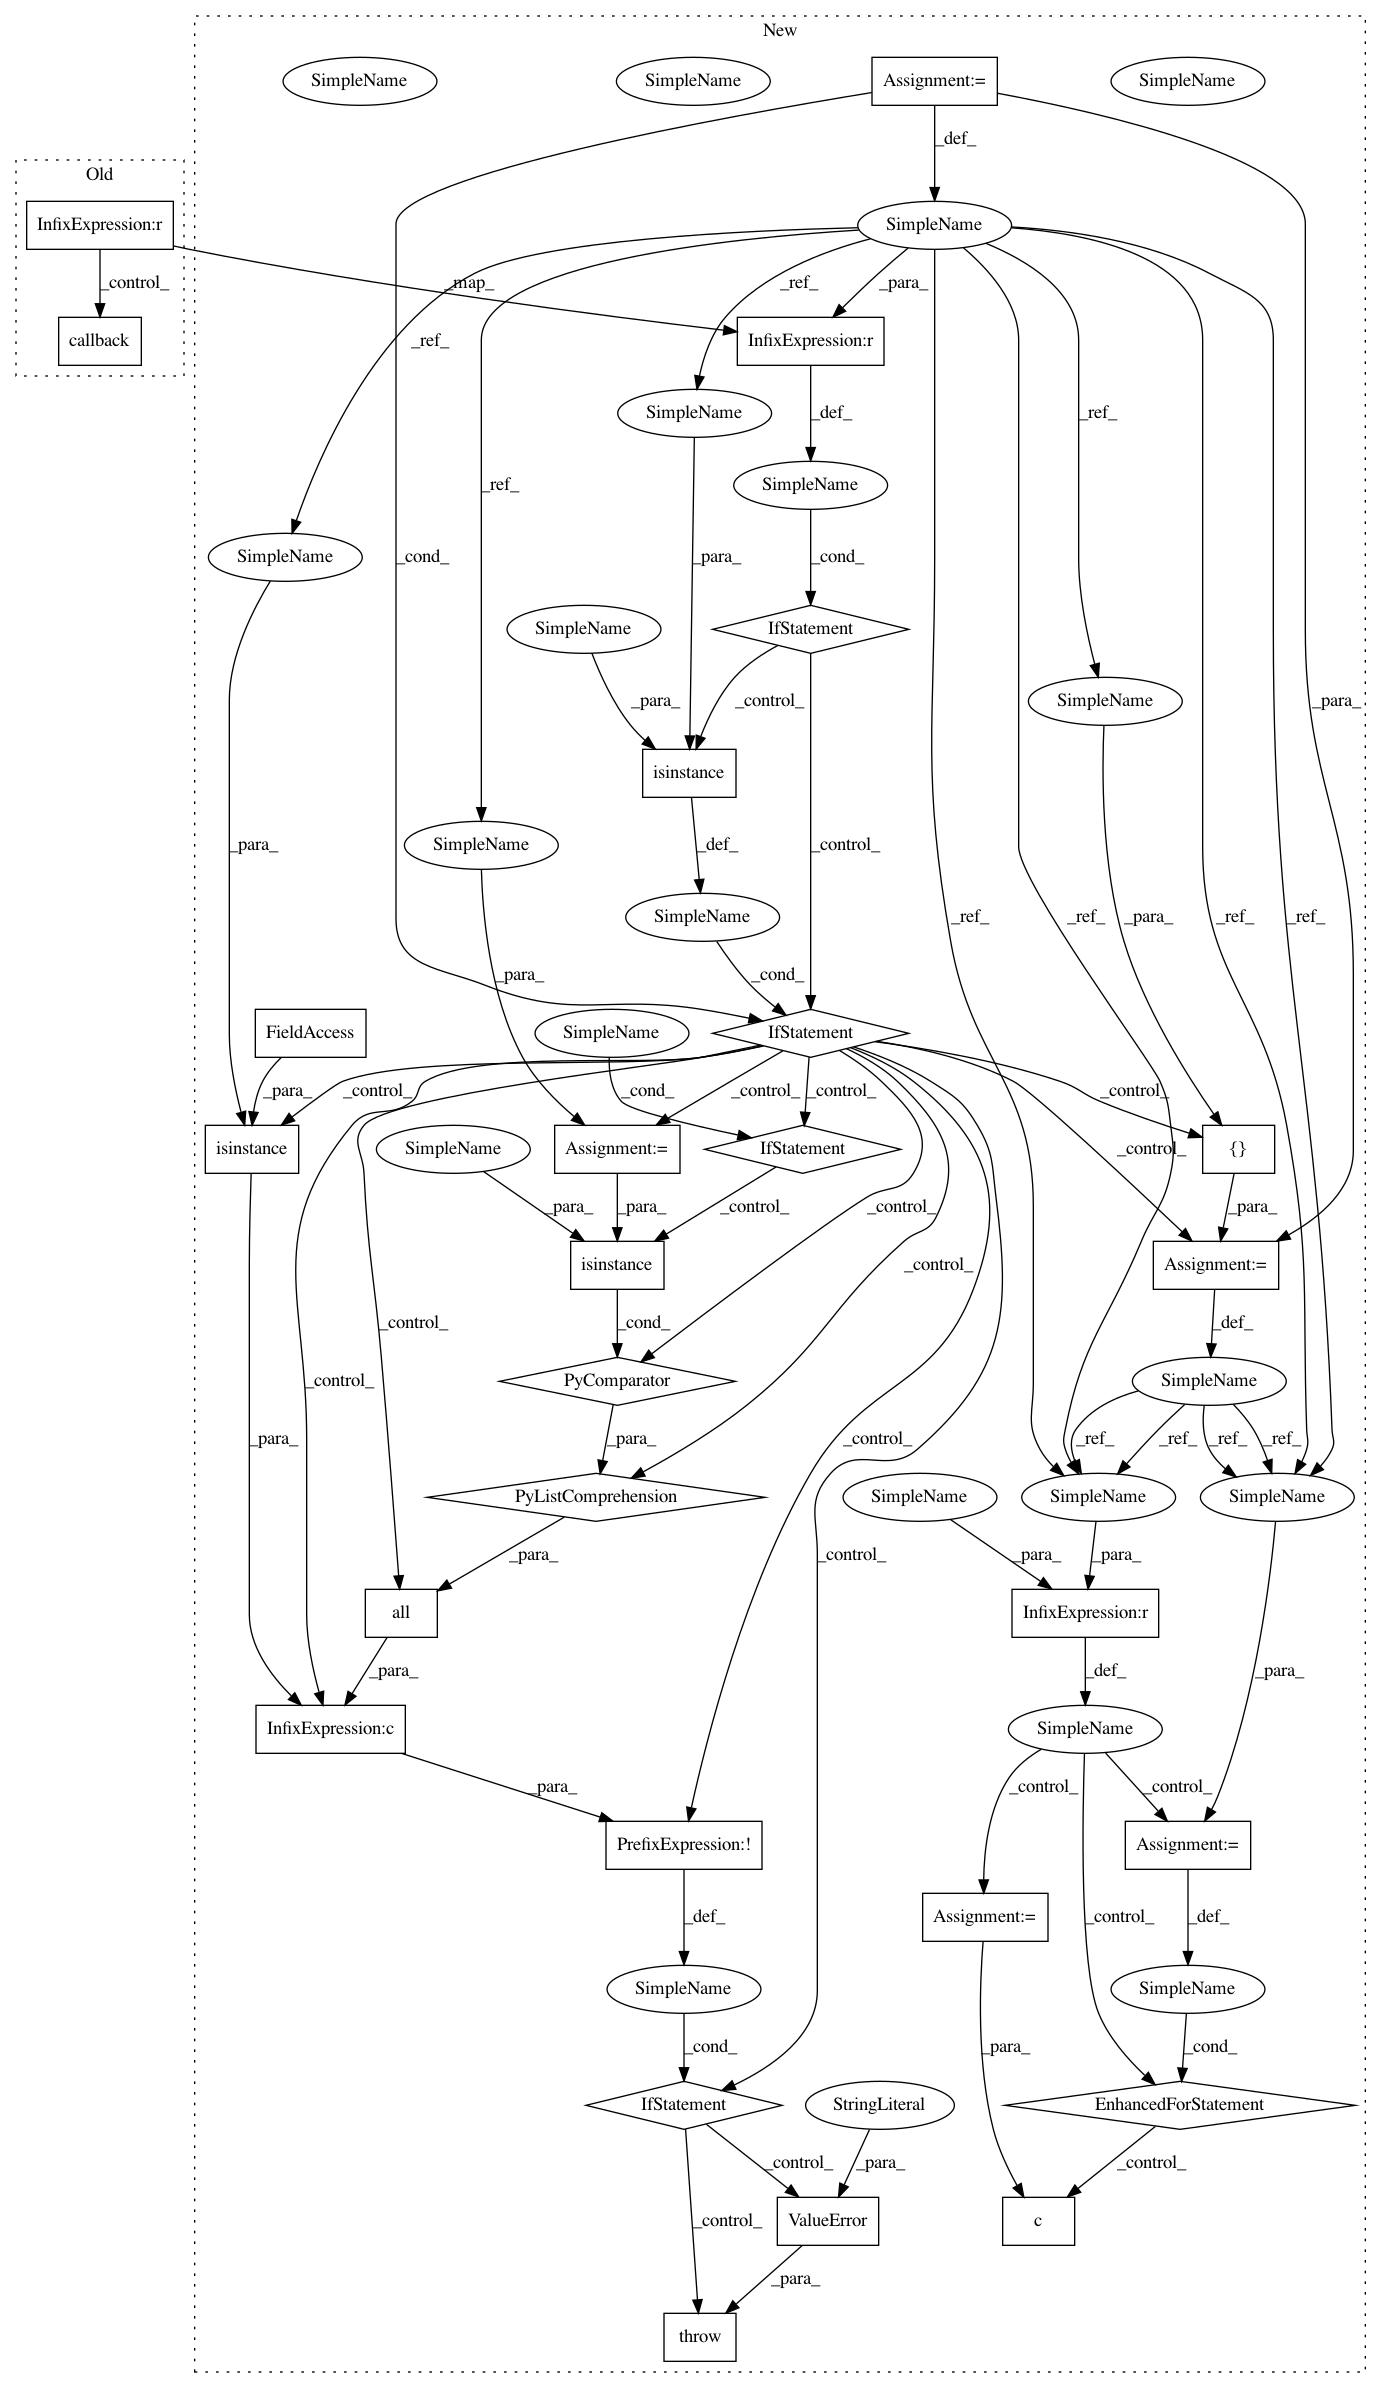 New
SimpleName
SimpleName
Assignment:=
SimpleName
_def_
Old
InfixExpression:r
SimpleName
_control_
_map_
_ref_
_para_
callback
_ref_
InfixExpression:r
SimpleName
_def_
_ref_
_ref_
SimpleName
SimpleName
_cond_
_para_
_cond_
SimpleName
IfStatement
_para_
_control_
SimpleName
_para_
isinstance
_para_
SimpleName
_def_
_control_
SimpleName
_ref_
_ref_
_para_
_ref_
_ref_
_para_
_cond_
FieldAccess
SimpleName
IfStatement
_para_
_control_
_cond_
_control_
_control_
_control_
isinstance
SimpleName
Assignment:=
IfStatement
_control_
{}
_para_
_para_
_control_
_control_
_para_
isinstance
_control_
Assignment:=
_control_
_cond_
_def_
_control_
PyComparator
SimpleName
_para_
_para_
_control_
_ref_
_ref_
_ref_
_ref_
PyListComprehension
SimpleName
SimpleName
SimpleName
_para_
_control_
_para_
_para_
all
InfixExpression:r
_para_
_def_
_para_
InfixExpression:c
SimpleName
_para_
_control_
_control_
PrefixExpression:!
Assignment:=
_def_
Assignment:=
_control_
_def_
SimpleName
SimpleName
_cond_
_para_
_cond_
IfStatement
StringLiteral
EnhancedForStatement
_control_
_para_
_control_
_control_
ValueError
c
_para_
throw